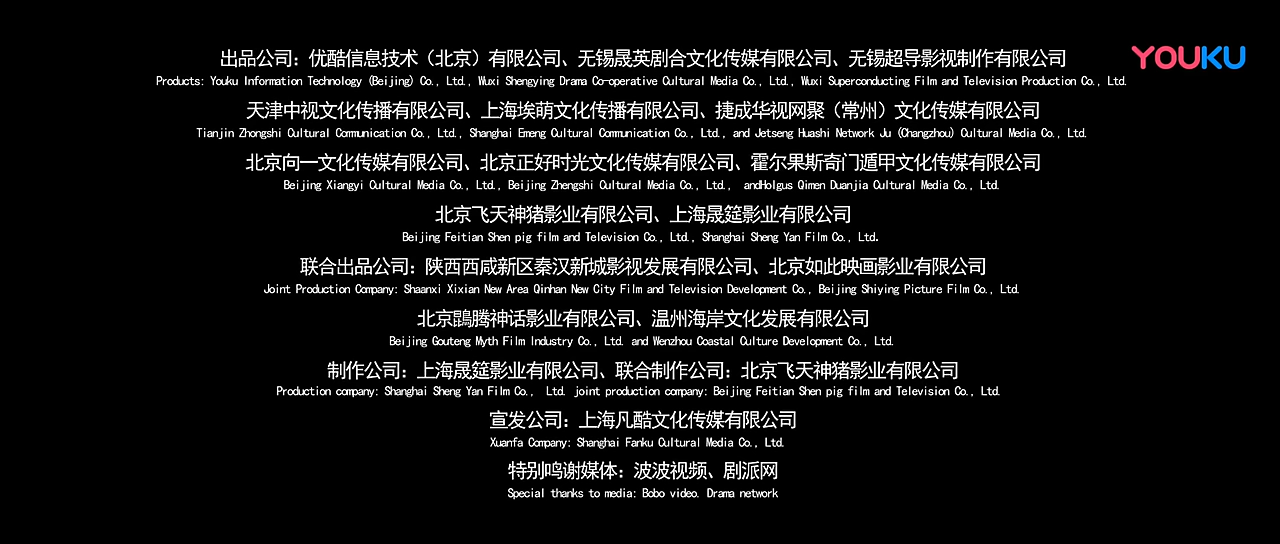 出品公司：优酷信息技术（北京）有限公司、无锡晟英剧合文化传媒有限公司、无锡超导影视制作有限公司
YOUKU
Products: Youku Information Technology (Beijing) Co., Ltd., Wuxi Shengying Drama Co-operative Cultural Media Co., Ltd., Wuxi Superconducting Film and Television Production Co., Ltd.
天津中视文化传播有限公司、上海埃萌文化传播有限公司、捷成华视网聚（常州）文化传媒有限公司
Tianjin Zhongshi Cultural Communication Co., Ltd., Shanghai Emeng Cultural Communication Co., Ltd., and Jetseng Huashi Network Ju (Changzhou) Cultural Media Co., Ltd.
北京向一文化传媒有限公司、北京正好时光文化传媒有限公司、霍尔果斯奇门遁甲文化传媒有限公司
Beijing Xiangyi Cultural Media Co., Ltd., Beijing Zhengshi Cultural Media Co., Ltd., andHolgus Qimen Duanjia Cultural Media Co., Ltd.
北京飞天神猪影业有限公司、上海晟筵影业有限公司
Beijing Feitian Shen pig film and Television Co., Ltd., Shanghai Sheng Yan Film Co., Ltd.
联合出品公司：陕西西咸新区秦汉新城影视发展有限公司、北京如此映画影业有限公司
Joint Production Company: Shaanxi Xixian New Area Qinhan New City Film and Television Development Co., Beijing Shiying Picture Film Co., Ltd.
北京鹍腾神话影业有限公司、温州海岸文化发展有限公司
Beijing Gouteng Myth Film Industry Co., Ltd. and Wenzhou Coastal Culture Development Co., Ltd.
制作公司：上海晟筵影业有限公司、联合制作公司：北京飞天神猪影业有限公司
Production company: Shanghai Sheng Yan Film Co., Ltd. joint production company: Beijing Feitian Shen pig film and Television Co., Ltd.
宣发公司：上海凡酷文化传媒有限公司
Xuanfa Company: Shanghai Fanku Cultural Media Co., Ltd.
特别鸣谢媒体：波波视频、剧派网
Special thanks to media: Bobo video. Drama network